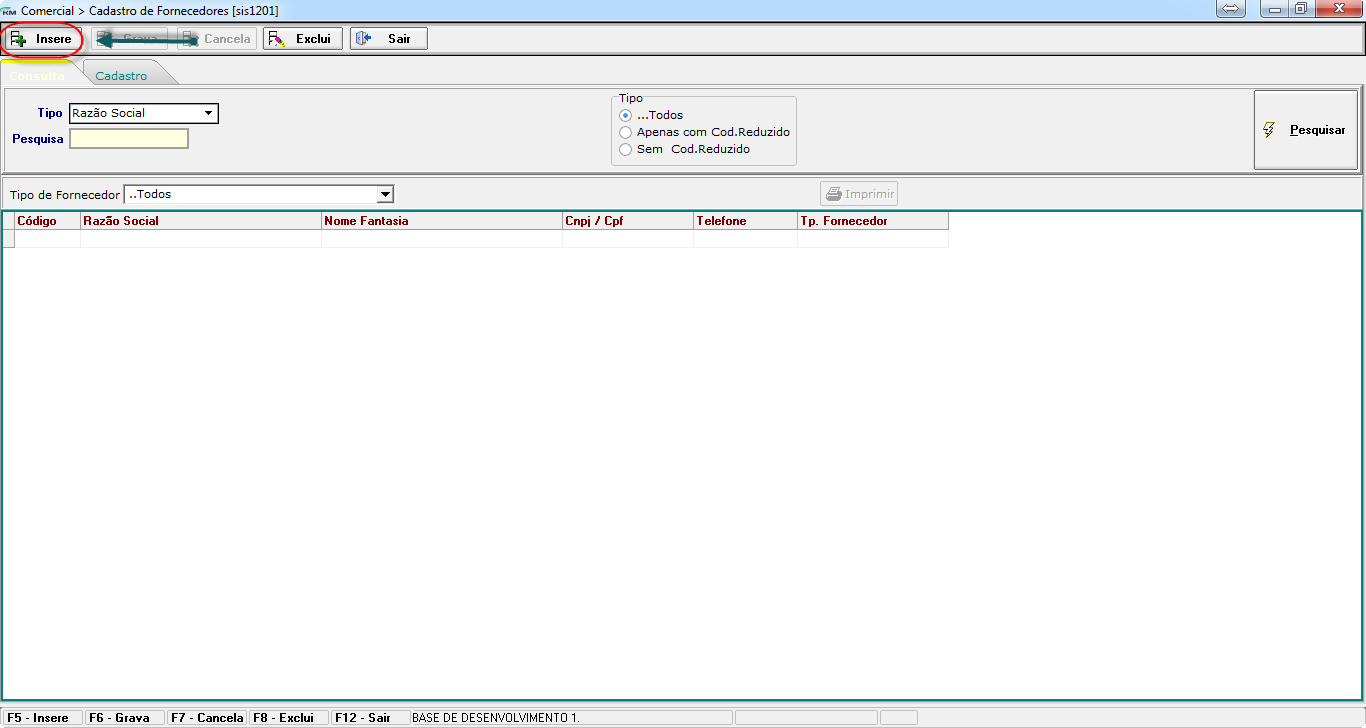 KM Comercial > Cadastro de Fornecedores [sis1201]
Insere Grava Cancela Exclui Sair
Consulta Cadastro
Tipo Razão Social
Pesquisa
Tipo
...Todos
Apenas com Cod.Reduzido
Sem Cod.Reduzido
Pesquisar
Tipo de Fornecedor ..Todos Imprimir
Código Razão Social Nome Fantasia Cnpj / Cpf Telefone Tp. Fornecedor
F5 - Insere F6 - Grava F7 - Cancela F8 - Exclui F12 - Sair BASE DE DESENVOLVIMENTO 1.